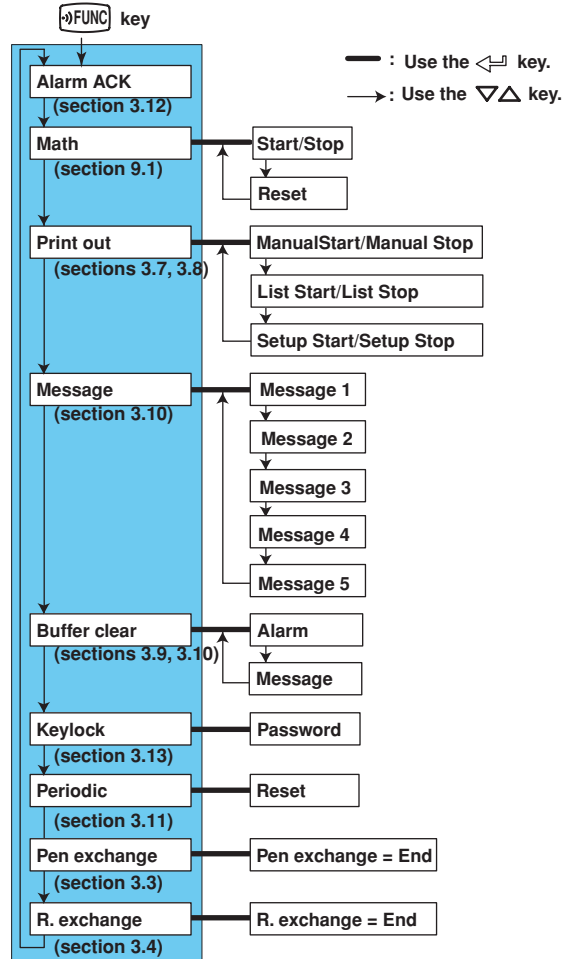 FUNC key
: Use the key.
: Use the ▽△ key.
Alarm ACK
(section 3.12)
Math
Start/Stop
(section 9.1)
Reset
Print out
ManualStart/Manual Stop
(sections 3.7, 3.8)
List Start/List Stop
Setup Start/Setup Stop
Message
Message 1
(section 3.10)
Message 2
Message 3
Message 4
Message 5
Buffer clear
Alarm
(sections 3.9, 3.10)
Message
Keylock
Password
(section 3.13)
Periodic
Reset
(section 3.11)
Pen exchange
Pen exchange = End
(section 3.3)
R. exchange
R. exchange = End
(section 3.4)